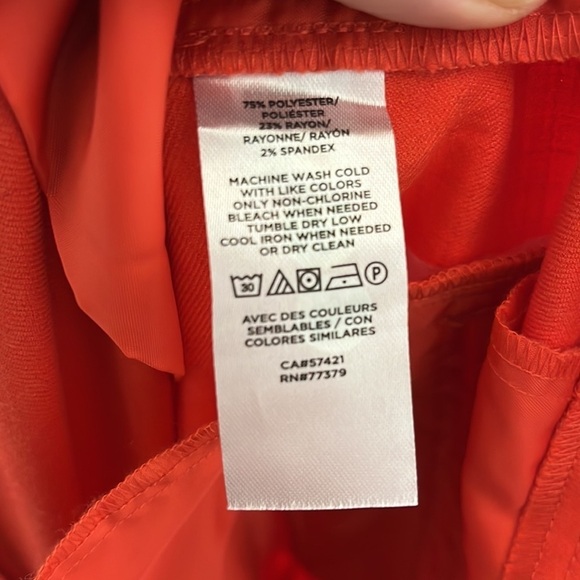 75% POLYESTER/
POLIÉSTER
23% RAYON/
RAYONNE/ RAYÓN
2% SPANDEX
MACHINE WASH COLD
WITH LIKE COLORS
ONLY NON-CHLORINE
BLEACH WHEN NEEDED
TUMBLE DRY LOW
COOL IRON WHEN NEEDED
OR DRY CLEAN
30 P
AVEC DES COULEURS
SEMBLABLES / CON
COLORES SIMILARES
CA#57421
RN#77379